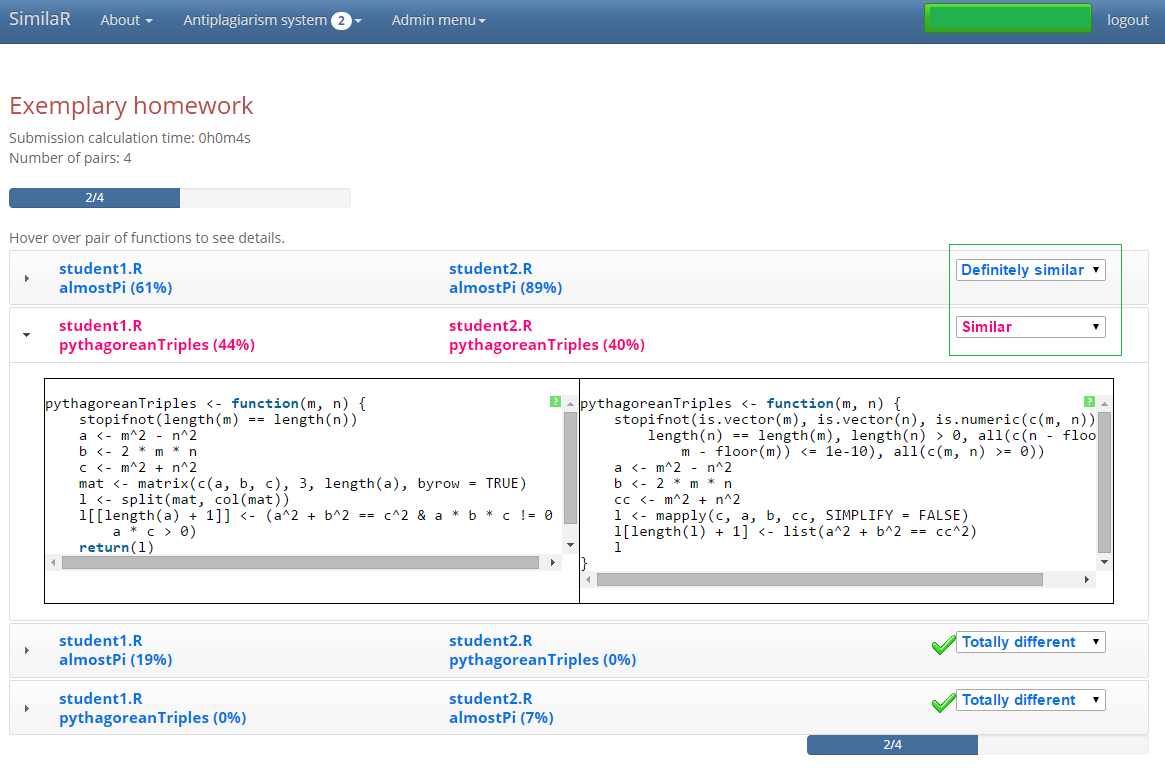 SimilaR About Antiplagiarism system 2 Admin menu logout
Exemplary homework
Submission calculation time: 0h0m4s
Number of pairs: 4
2/4
Hover over pair of functions to see details.
student1.R student2.R Definitely similar
almostPi (61%) almostPi (89%)
student1.R student2.R Similar
pythagoreanTriples (44%) pythagoreanTriples (40%)
pythagoreanTriples <- function(m, n) {
    stopifnot(length(m) == length(n))
    a <- m^2 - n^2
    b <- 2 * m * n
    c <- m^2 + n^2
    mat <- matrix(c(a, b, c), 3, length(a), byrow = TRUE)
    l <- split(mat, col(mat))
    l[[length(a) + 1]] <- (a^2 + b^2 == c^2 & a * b * c != 0
        a * c > 0)
    return(l)
?
pythagoreanTriples <- function(m, n) {
    stopifnot(is.vector(m), is.vector(n), is.numeric(c(m, n))
        length(n) == length(m), length(n) > 0, all(c(n - floo
            m - floor(m)) <= 1e-10), all(c(m, n) >= 0))
    a <- m^2 - n^2
    b <- 2 * m * n
    cc <- m^2 + n^2
    l <- mapply(c, a, b, cc, SIMPLIFY = FALSE)
    l[length(l) + 1] <- list(a^2 + b^2 == cc^2)
    l
}
?
student1.R student2.R Totally different
almostPi (19%) pythagoreanTriples (0%)
student1.R student2.R Totally different
pythagoreanTriples (0%) almostPi (7%)
2/4